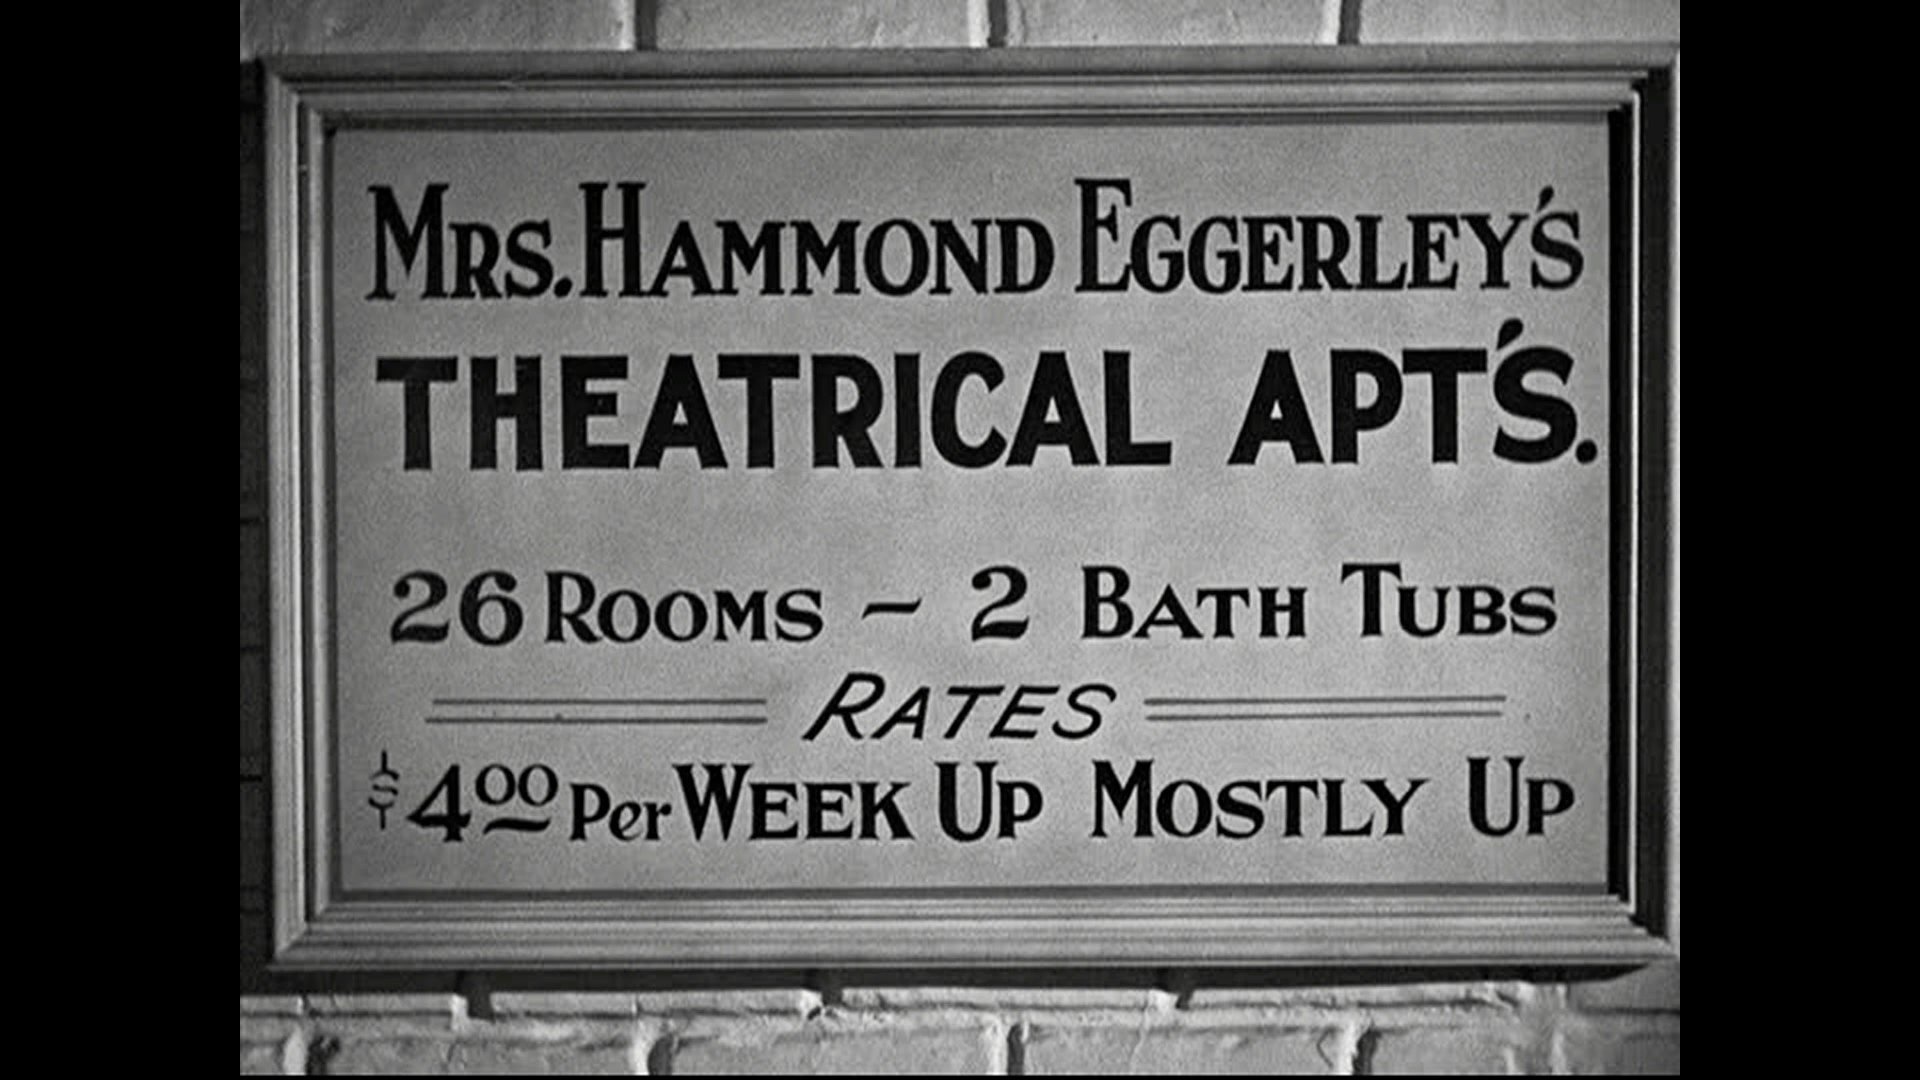 MRS. HAMMOND EGGERLEY'S
THEATRICAL APT'S.
26 ROOMS - 2 BATH TUBS
RATES
$4.00 Per WEEK UP MOSTLY UP